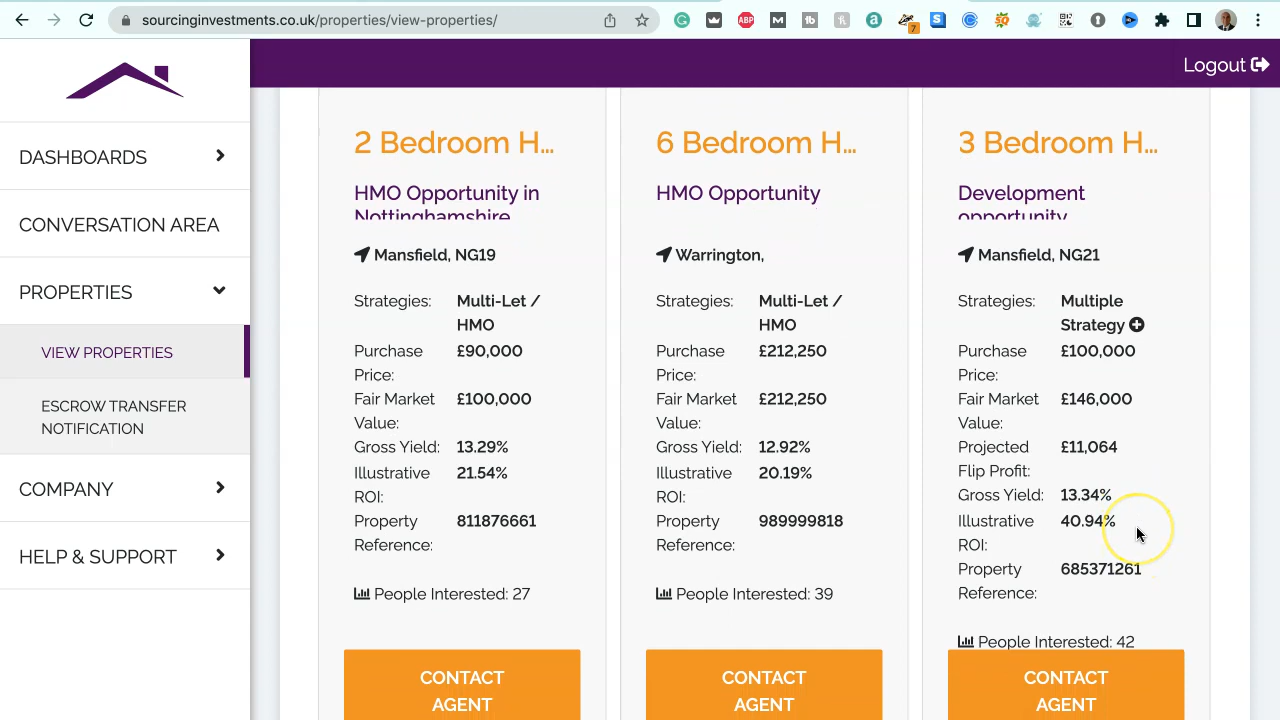 sourcinginvestments.co.uk/properties/view-properties/
ABP
7
Logout
DASHBOARDS
CONVERSATION AREA
PROPERTIES
VIEW PROPERTIES
ESCROW TRANSFER
NOTIFICATION
COMPANY
HELP & SUPPORT
2 Bedroom H...
HMO Opportunity in
Nottinghamshire
Mansfield, NG19
Strategies: Multi-Let /
HMO
Purchase £90,000
Price:
Fair Market £100,000
Value:
Gross Yield: 13.29%
Illustrative 21.54%
ROI:
Property 811876661
Reference:
People Interested: 27
CONTACT
AGENT
6 Bedroom H...
HMO Opportunity
Warrington,
Strategies: Multi-Let /
HMO
Purchase £212,250
Price:
Fair Market £212,250
Value:
Gross Yield: 12.92%
Illustrative 20.19%
ROI:
Property 989999818
Reference:
People Interested: 39
CONTACT
AGENT
3 Bedroom H...
Development
opportunity
Mansfield, NG21
Strategies: Multiple
Strategy
Purchase £100,000
Price:
Fair Market £146,000
Value:
Projected £11,064
Flip Profit:
Gross Yield: 13.34%
Illustrative 40.94%
ROI:
Property 685371261
Reference:
People Interested: 42
CONTACT
AGENT